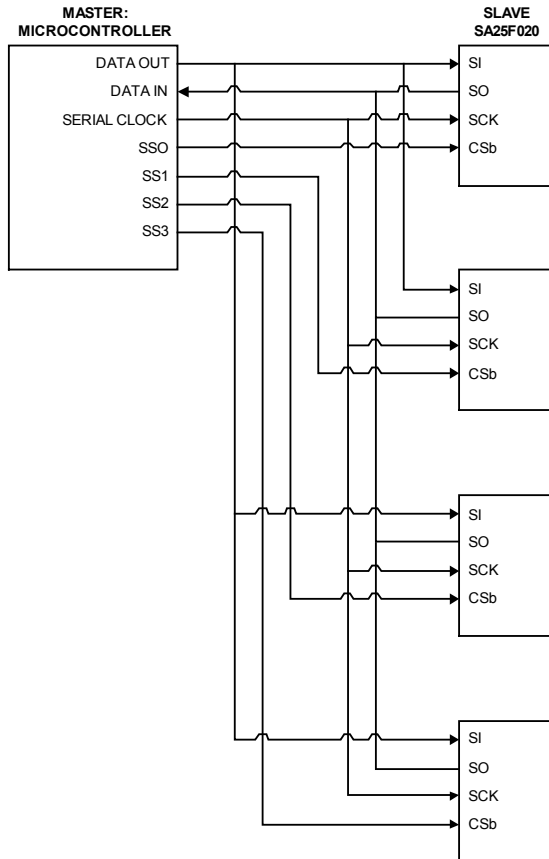 MASTER:
MICROCONTROLLER
SLAVE
SA25F020
DATA OUT
DATA IN
SERIAL CLOCK
SSO
SS1
SS2
SS3
SI
SO
SCK
CSb
SI
SO
SCK
CSb
SI
SO
SCK
CSb
SI
SO
SCK
CSb